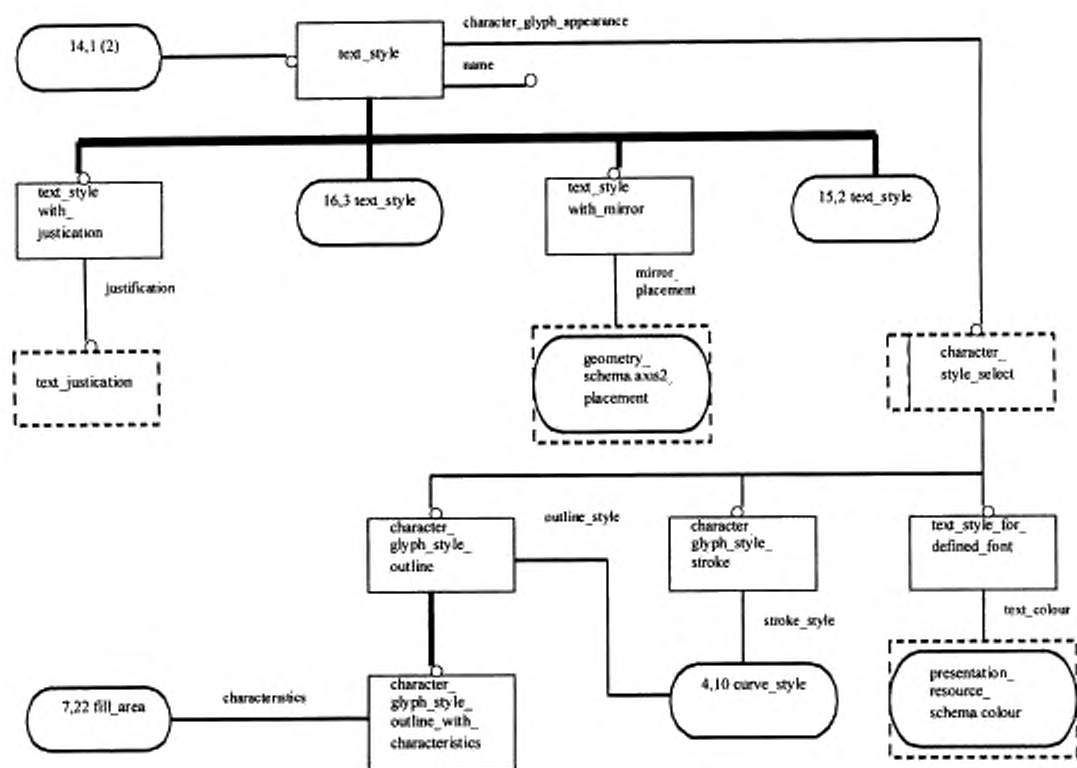 character_glyph_appearance
14,1 (2)
text_style
name
text_style
with_
justication
16,3 text_style
text_style
with_mirror
15,2 text_style
justification
mirror_
placement
text_justication
geometry_
schema.axis2_
placement
character_
style_select
character_
glyph_style_
outline
outline_style
character_
glyph_style_
stroke
text_style_for_
defined_font
stroke_style
text_colour
7,22 fill_area
characteristics
character_
glyph_style_
outline_with_
characteristics
4,10 curve_style
presentation_
resource_
schema.colour